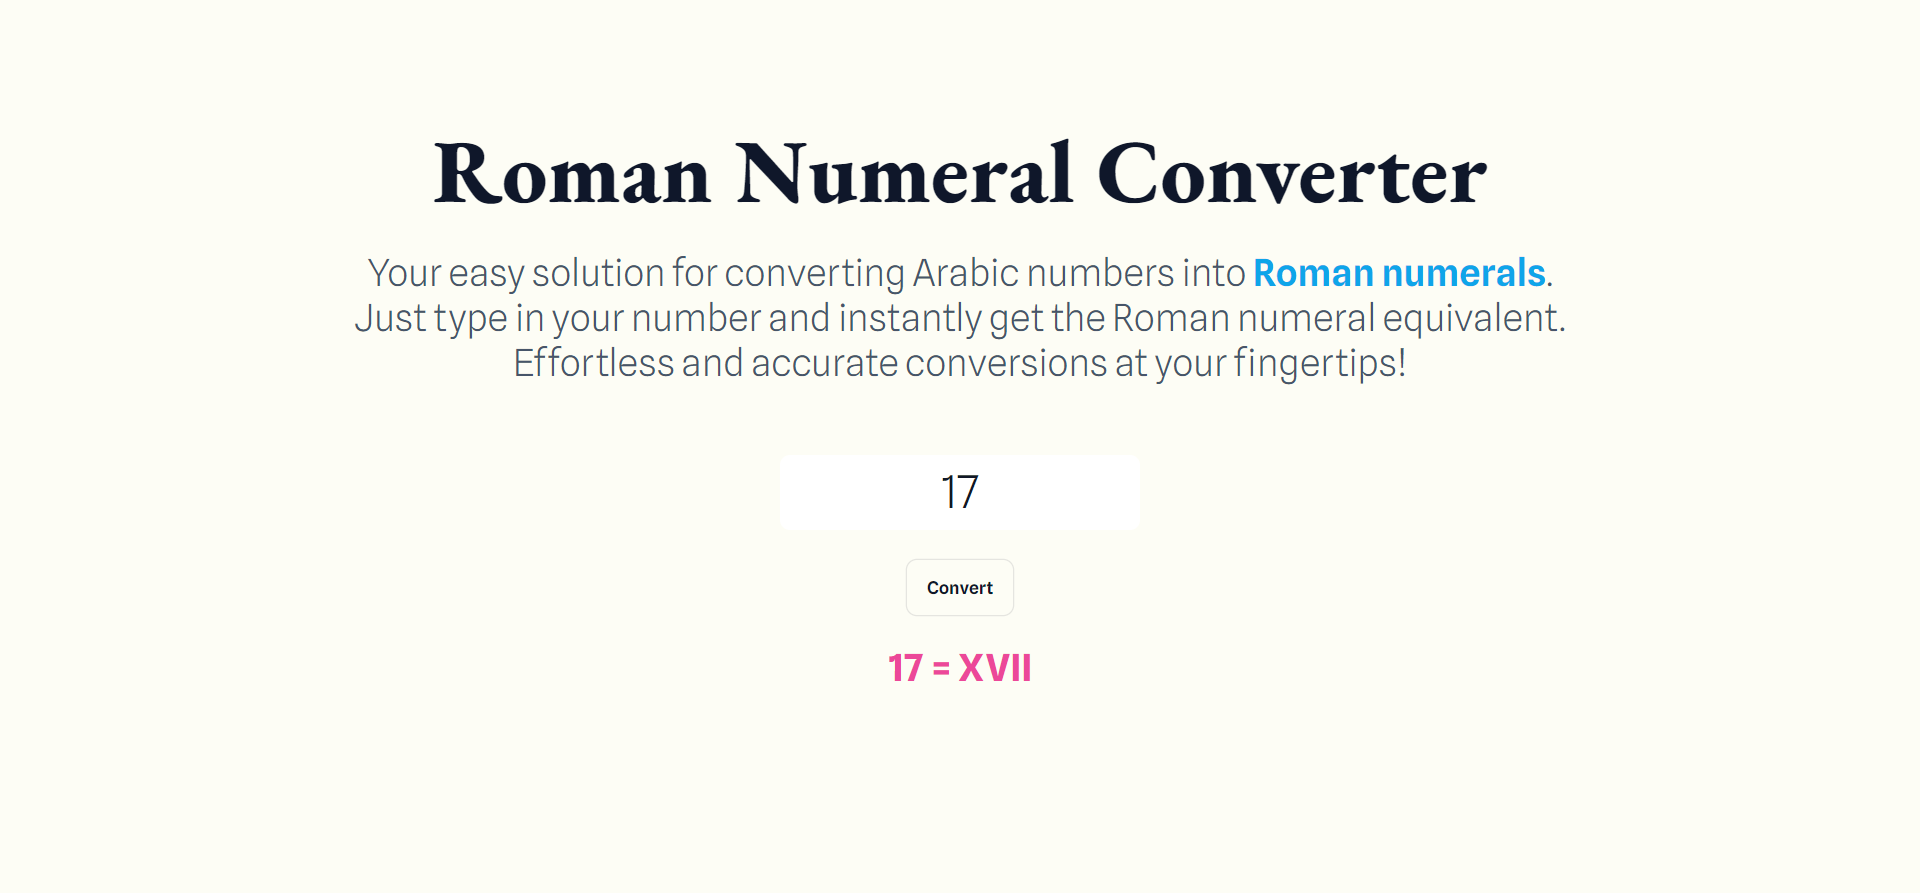 Roman Numeral Converter
Your easy solution for converting Arabic numbers into Roman numerals.
Just type in your number and instantly get the Roman numeral equivalent.
Effortless and accurate conversions at your fingertips!
17
Convert
17 = XVII